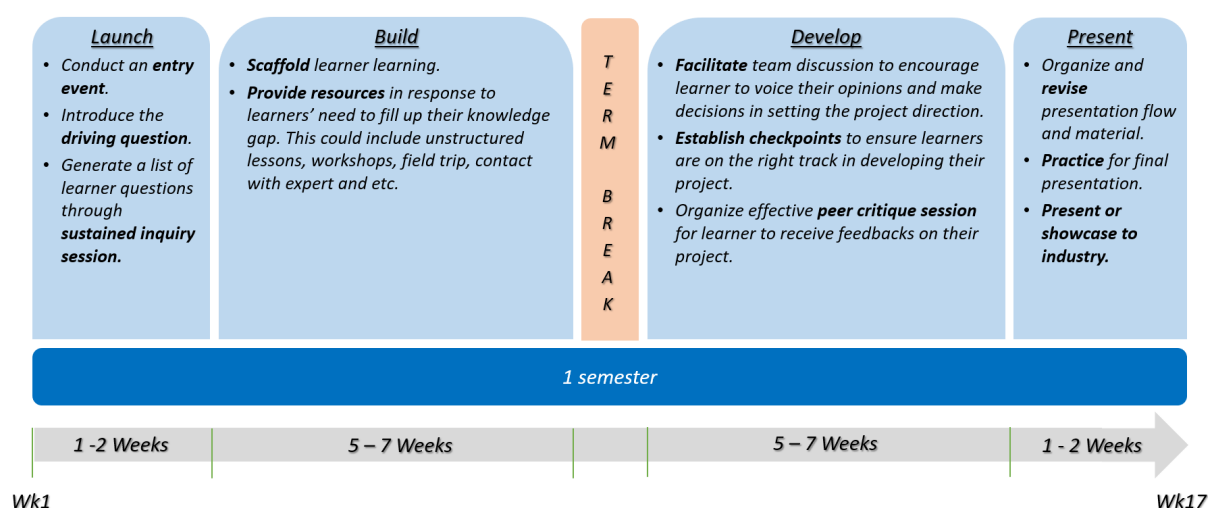 Launch
• Conduct an entry
event.
• Introduce the
driving question.
• Generate a list of
learner questions
through
sustained inquiry
session.
Build
• Scaffold learner learning.
• Provide resources in response to
learners’ need to fill up their knowledge
gap. This could include unstructured
lessons, workshops, field trip, contact
with expert and etc.
T
E
R
M
B
R
E
A
K
Develop
• Facilitate team discussion to encourage
learner to voice their opinions and make
decisions in setting the project direction.
• Establish checkpoints to ensure learners
are on the right track in developing their
project.
• Organize effective peer critique session
for learner to receive feedbacks on their
project.
Present
• Organize and
revise
presentation flow
and material.
• Practice for final
presentation.
• Present or
showcase to
industry.
1 semester
1 -2 Weeks
5 – 7 Weeks
5 – 7 Weeks
1 - 2 Weeks
Wk1
Wk17